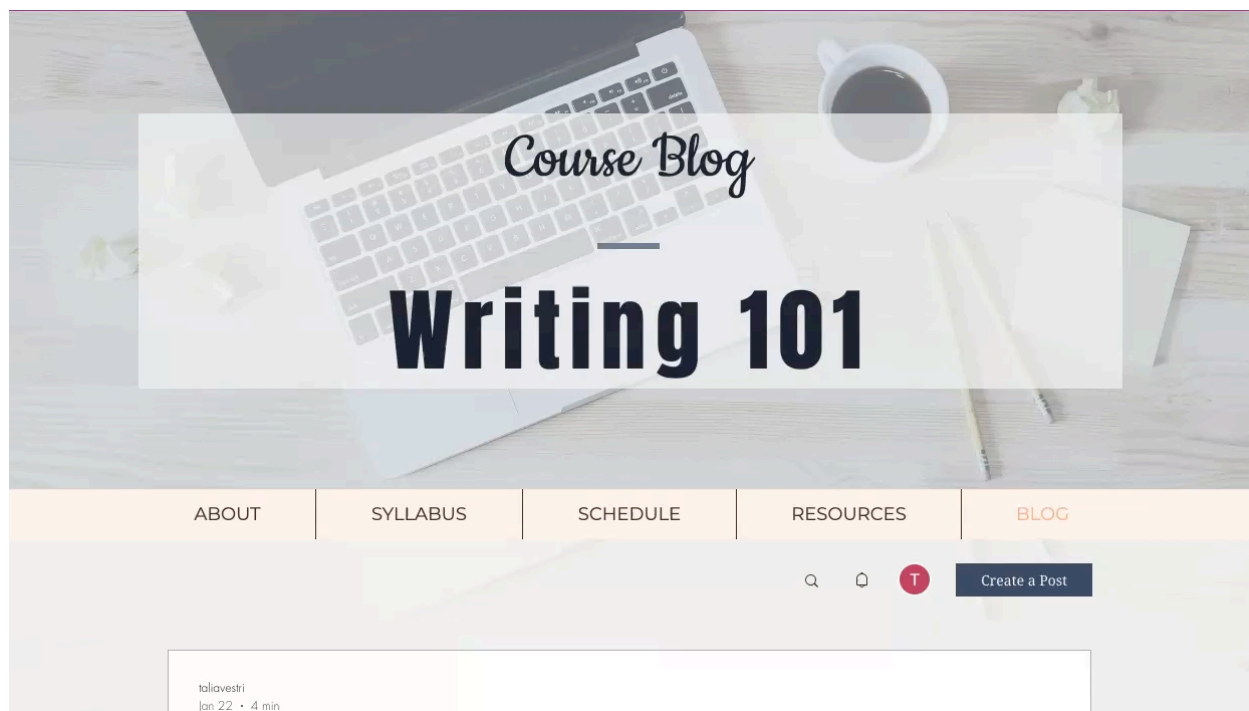 Course Blog
Writing 101
ABOUT SYLLABUS SCHEDULE RESOURCES BLOG
T Create a Post
taliavestri
Jan 22 • 4 min